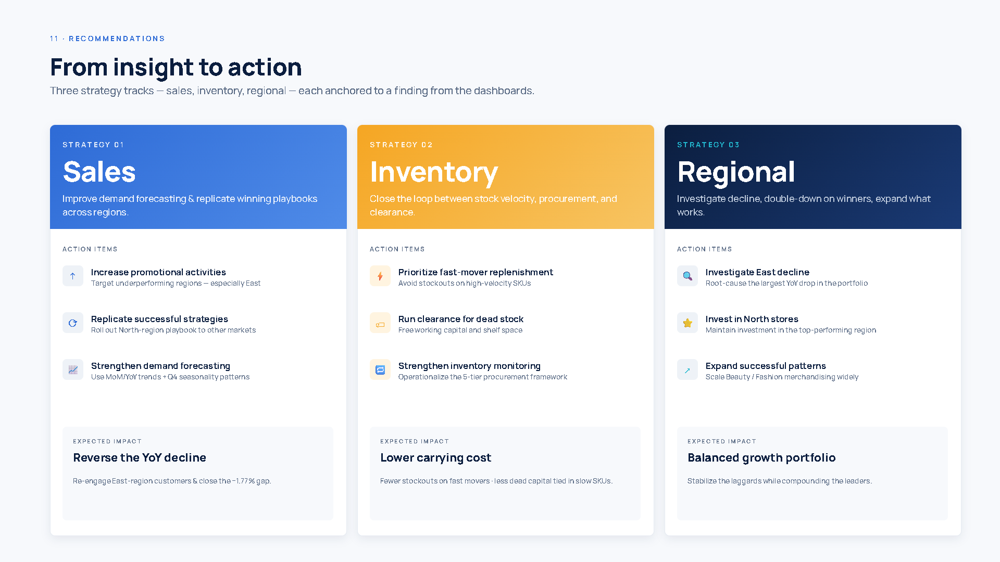 11 · RECOMMENDATIONS
From insight to action
Three strategy tracks — sales, inventory, regional — each anchored to a finding from the dashboards.
STRATEGY 01
Sales
Improve demand forecasting & replicate winning playbooks
across regions.
ACTION ITEMS
↑
Increase promotional activities
Target underperforming regions — especially East
Replicate successful strategies
Roll out North-region playbook to other markets
Strengthen demand forecasting
Use MoM/YoY trends + Q4 seasonality patterns
EXPECTED IMPACT
Reverse the YoY decline
Re-engage East-region customers & close the −1.77% gap.
STRATEGY 02
Inventory
Close the loop between stock velocity, procurement, and
clearance.
ACTION ITEMS
Prioritize fast-mover replenishment
Avoid stockouts on high-velocity SKUs
Run clearance for dead stock
Free working capital and shelf space
Strengthen inventory monitoring
Operationalize the 5-tier procurement framework
EXPECTED IMPACT
Lower carrying cost
Fewer stockouts on fast movers · less dead capital tied in slow SKUs.
STRATEGY 03
Regional
Investigate decline, double-down on winners, expand what
works.
ACTION ITEMS
Investigate East decline
Root-cause the largest YoY drop in the portfolio
Invest in North stores
Maintain investment in the top-performing region
Expand successful patterns
Scale Beauty / Fashion merchandising widely
EXPECTED IMPACT
Balanced growth portfolio
Stabilize the laggards while compounding the leaders.